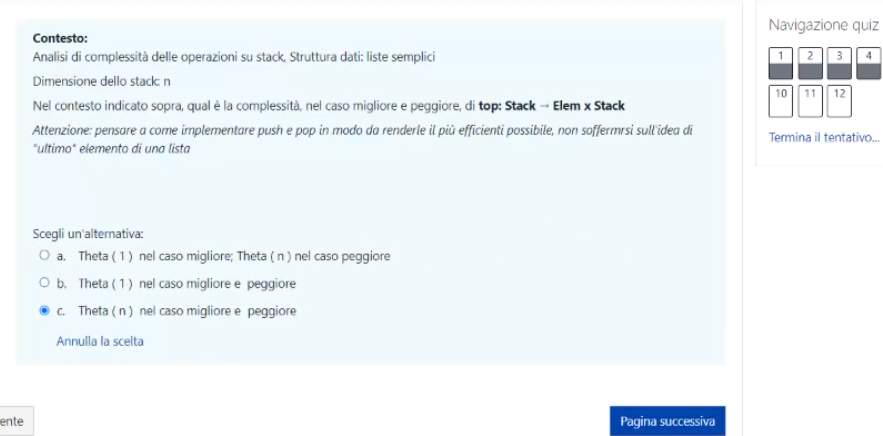 Contesto:
Analisi di complessità delle operazioni su stack, Struttura dati: liste semplici
Dimensione dello stack: n
Nel contesto indicato sopra, qual è la complessità, nel caso migliore e peggiore, di top: Stack → Elem x Stack
Attenzione: pensare a come implementare push e pop in modo da renderle il più efficienti possibile, non soffermrsi sull'idea di
"ultimo" elemento di una lista
Scegli un'alternativa:
a. Theta ( 1 ) nel caso migliore; Theta ( n ) nel caso peggiore
b. Theta ( 1 ) nel caso migliore e peggiore
c. Theta ( n ) nel caso migliore e peggiore
Annulla la scelta
ente
Pagina successiva
Navigazione quiz
1 2 3 4
10 11 12
Termina il tentativo...